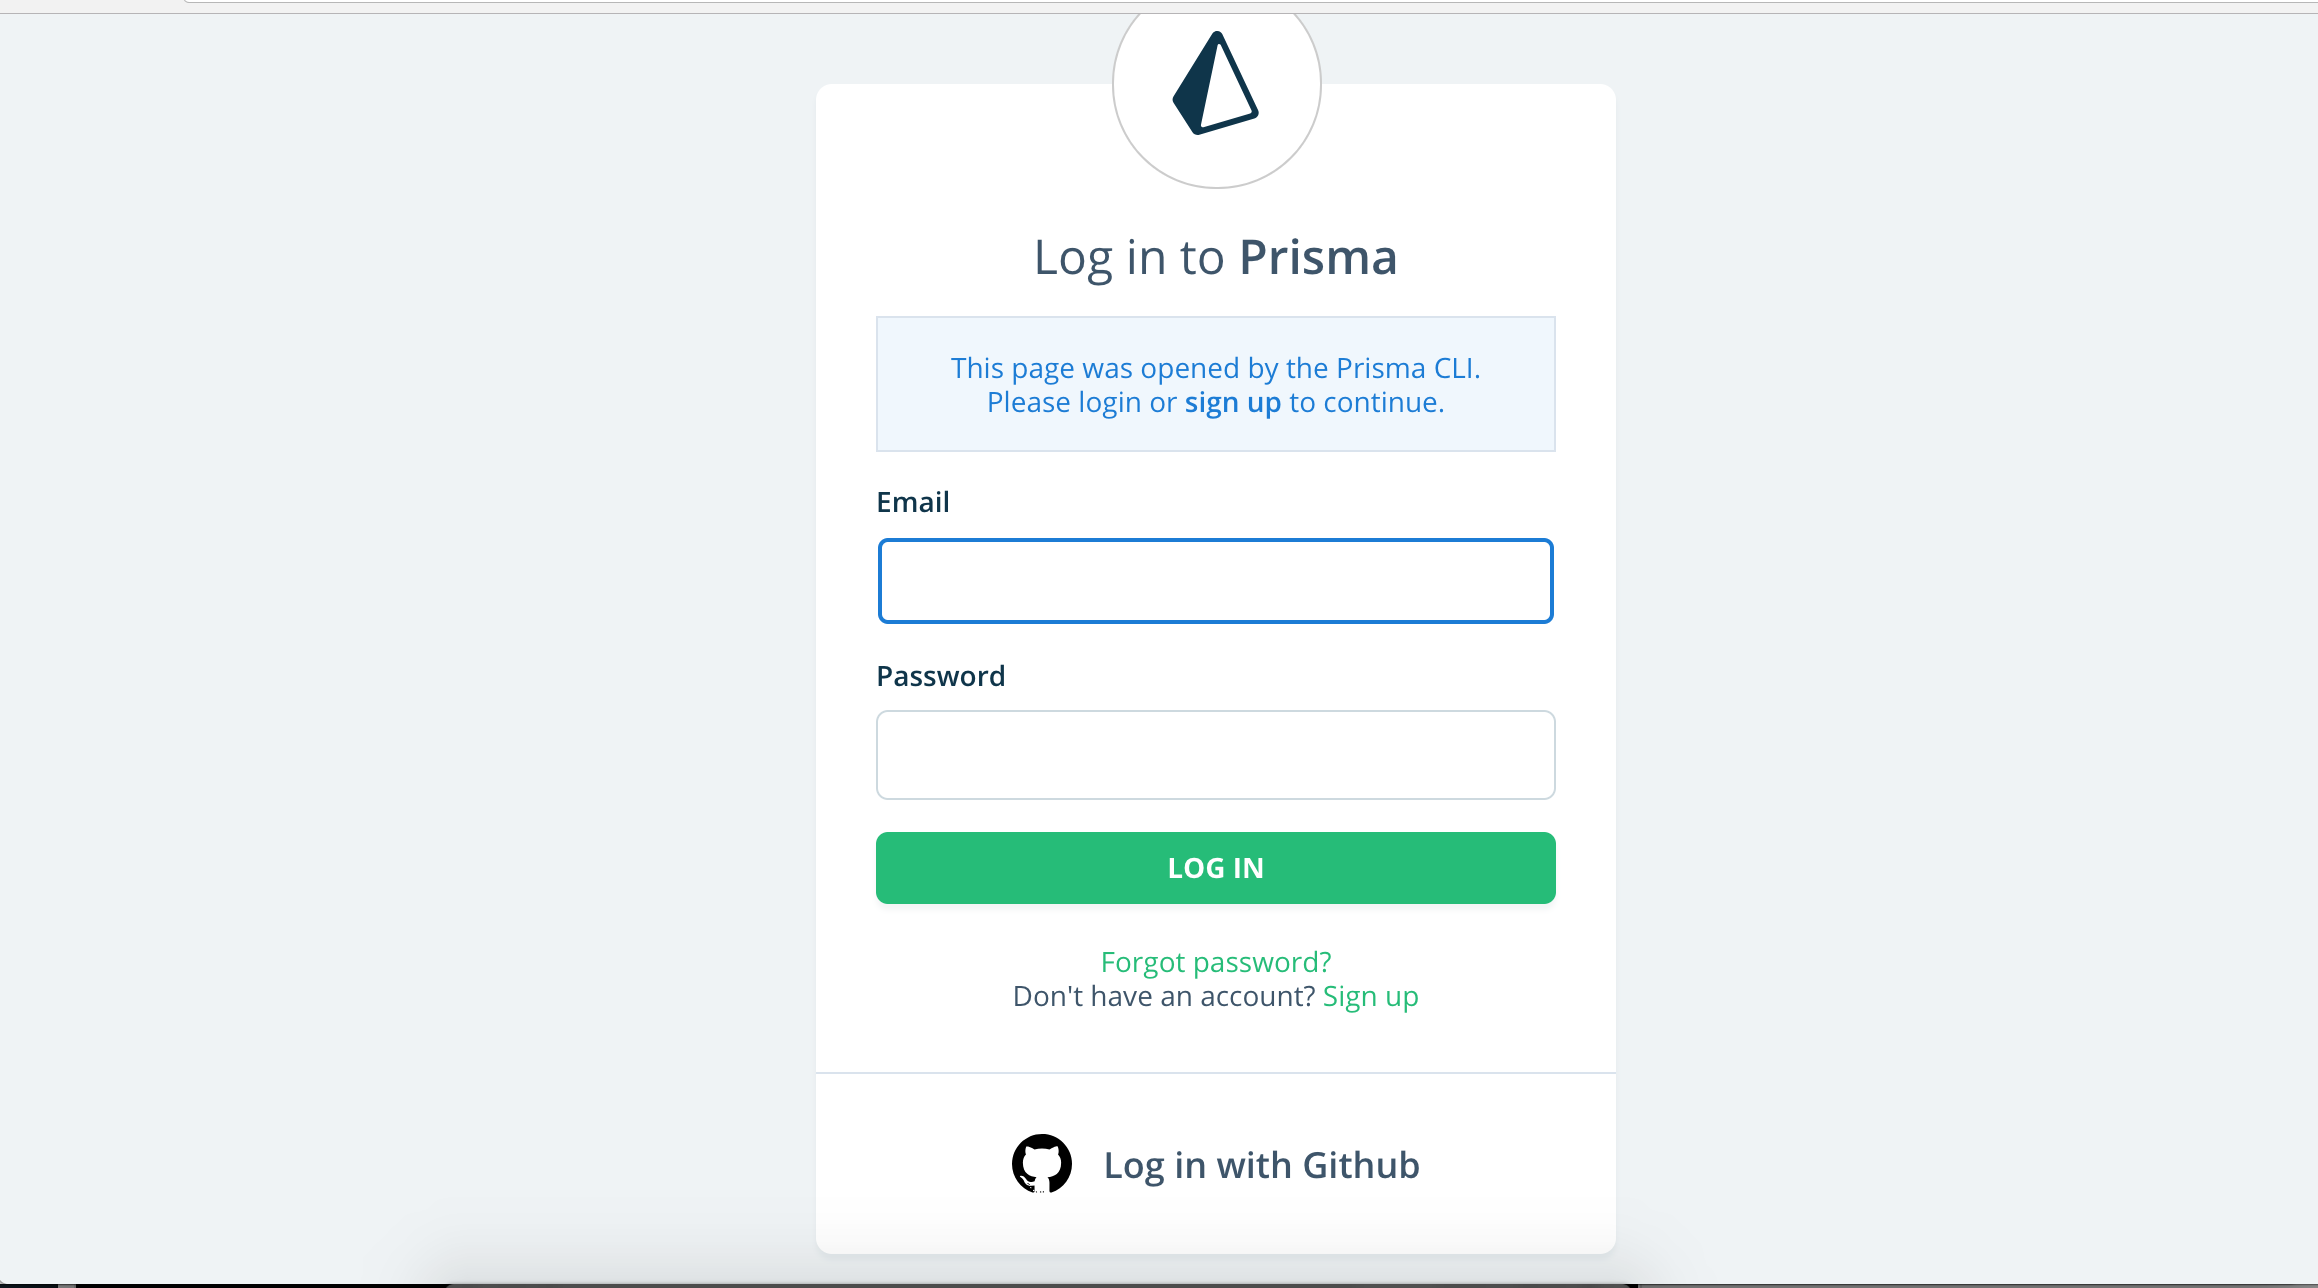 Log in to Prisma
This page was opened by the Prisma CLI.
Please login or sign up to continue.
Email
Password
LOG IN
Forgot password?
Don't have an account? Sign up
Log in with Github